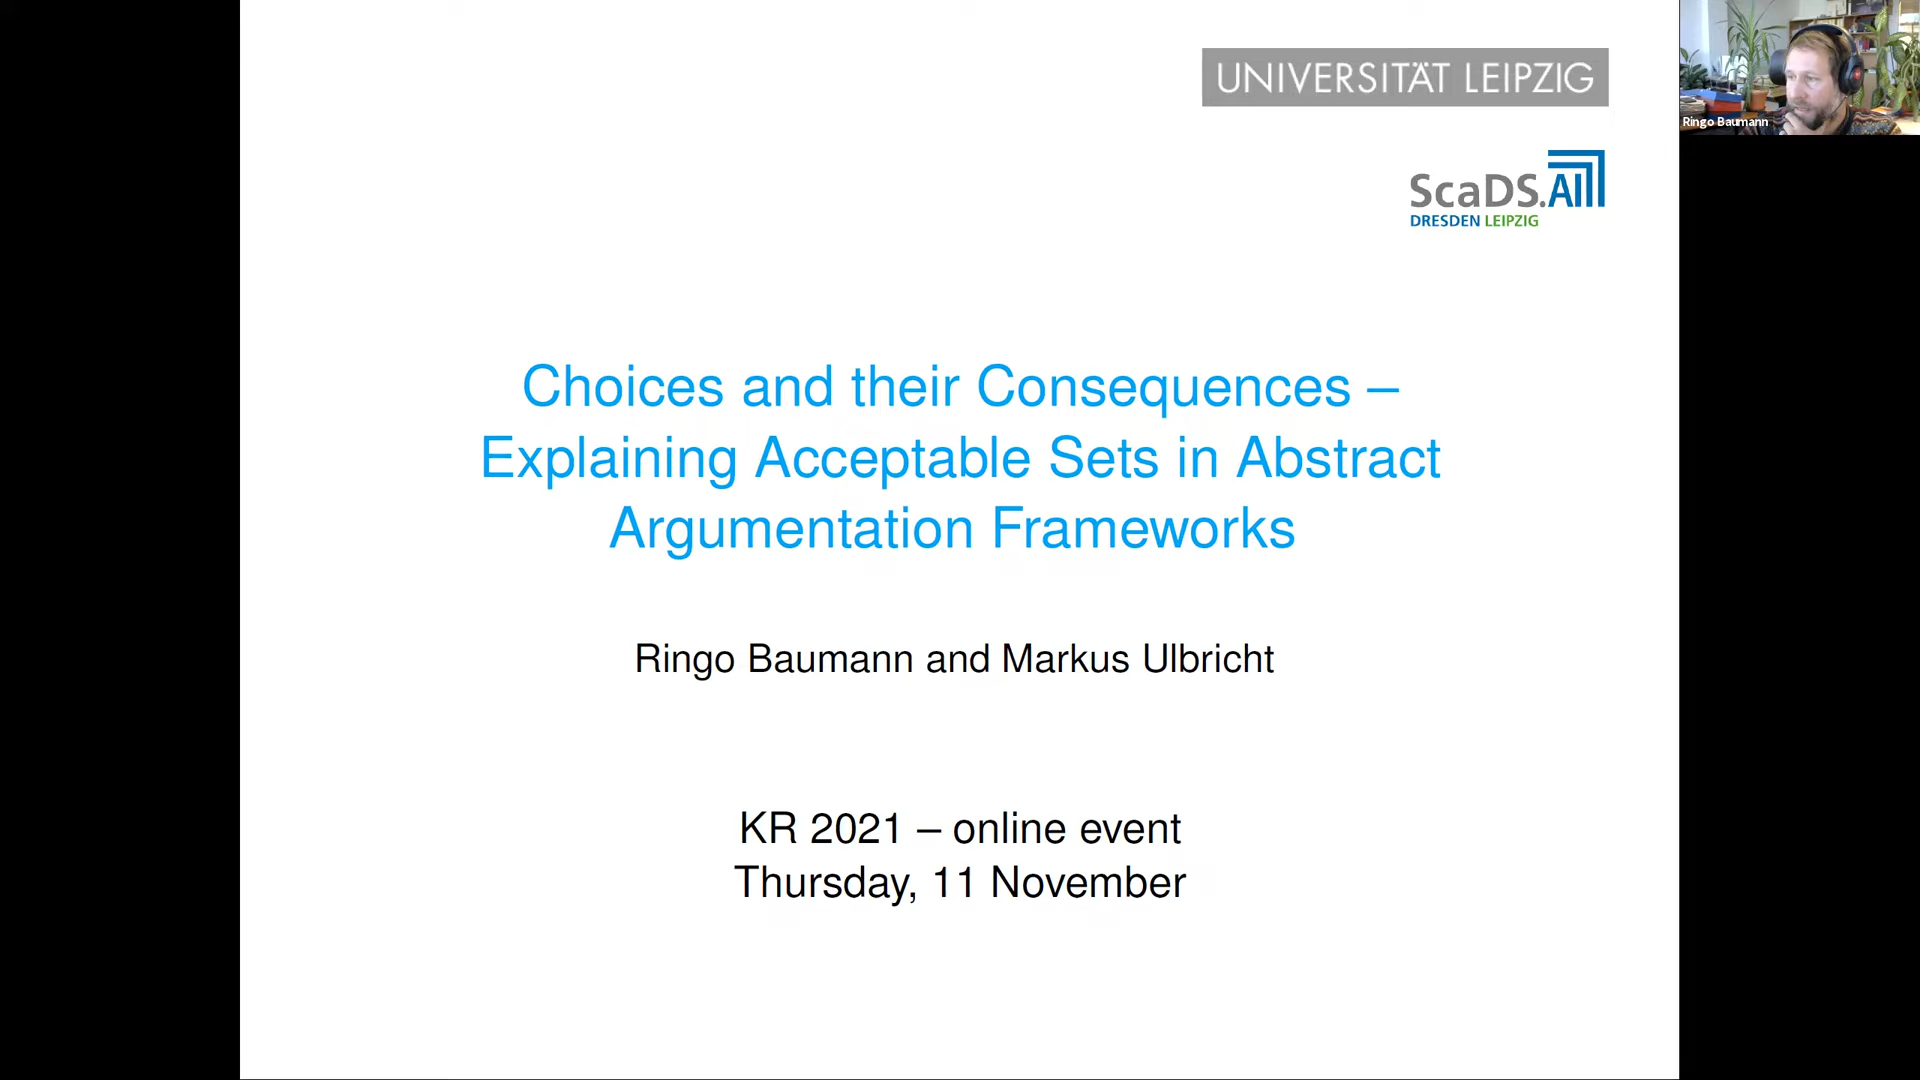 UNIVERSITÄT LEIPZIG
Ringo Baumann
ScaDS.AI
DRESDEN LEIPZIG
Choices and their Consequences –
Explaining Acceptable Sets in Abstract
Argumentation Frameworks
Ringo Baumann and Markus Ulbricht
KR 2021 – online event
Thursday, 11 November